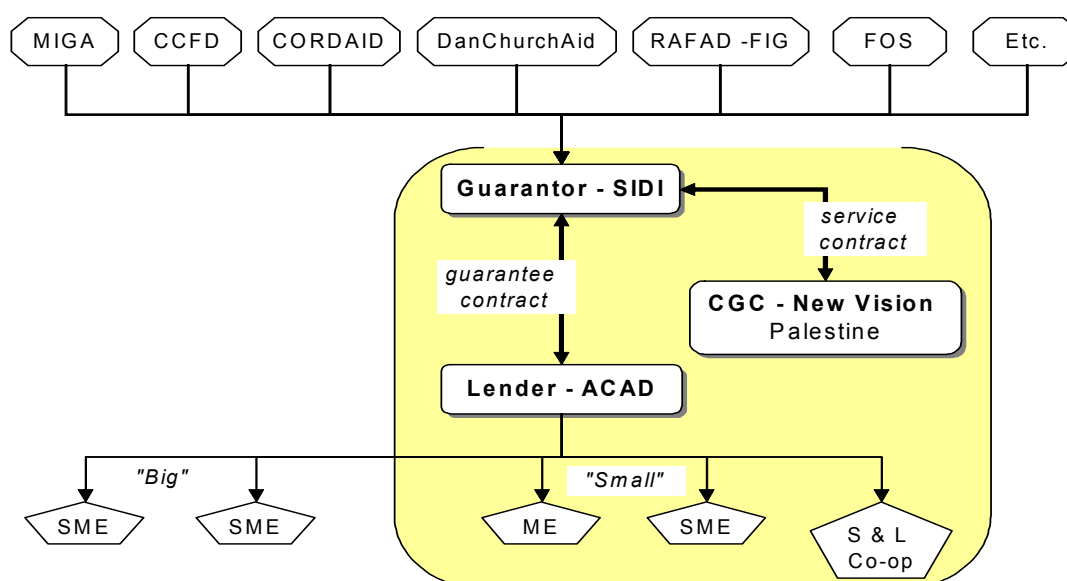 MIGA
CCFD
CORDAID
DanChurchAid
RAFAD -FIG
FOS
Etc.
Guarantor - SIDI
service
contract
guarantee
contract
CGC - New Vision
Palestine
Lender - ACAD
"Big"
"Small"
SME
SME
ME
SME
S & L
Co-op